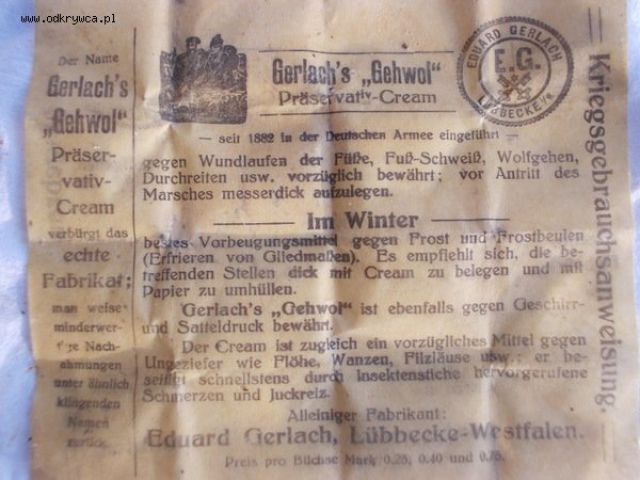 www.odkrywca.pl
Der Name
Gerlach's
„Gehwol"
Präser-
vativ-
Cream
verbürgt das
echte
Fabrikat;
man weise
minderwer-
Nach-
ahmungen
unter ähnlich
klingenden
Namen
zurück.
Gerlach's „Gehwol"
Präservativ-Cream
EDUARD GERLACH
E.G.
LÜBBECKE
— seit 1882 in der Deutschen Armee eingeführt —
gegen Wundlaufen der Füße, Fuß-Schweiß, Wolfgehen,
Durchreiten usw. vorzüglich bewährt; vor Antritt des
Marsches messerdick aufzulegen.
Im Winter
bestes Vorbeugungsmittel gegen Frost und Frostbeulen
(Erfrieren von Gliedmaßen). Es empfiehlt sich, die be-
treffenden Stellen dick mit Cream zu belegen und mit
Papier zu umhüllen.
Gerlach's „Gehwol" ist ebenfalls gegen Geschirr-
und Satteldruck bewährt.
Der Cream ist zugleich ein vorzügliches Mittel gegen
Ungeziefer wie Flöhe, Wanzen, Filzläuse usw.; er be-
seitigt schnellstens durch Insektenstiche hervorgerufene
Schmerzen und Juckreiz.
Alleiniger Fabrikant:
Eduard Gerlach, Lübbecke-Westfalen.
Preis pro Büchse Mark 0.25, 0.40 und 0.75.
Kriegsgebrauchsanweisung.